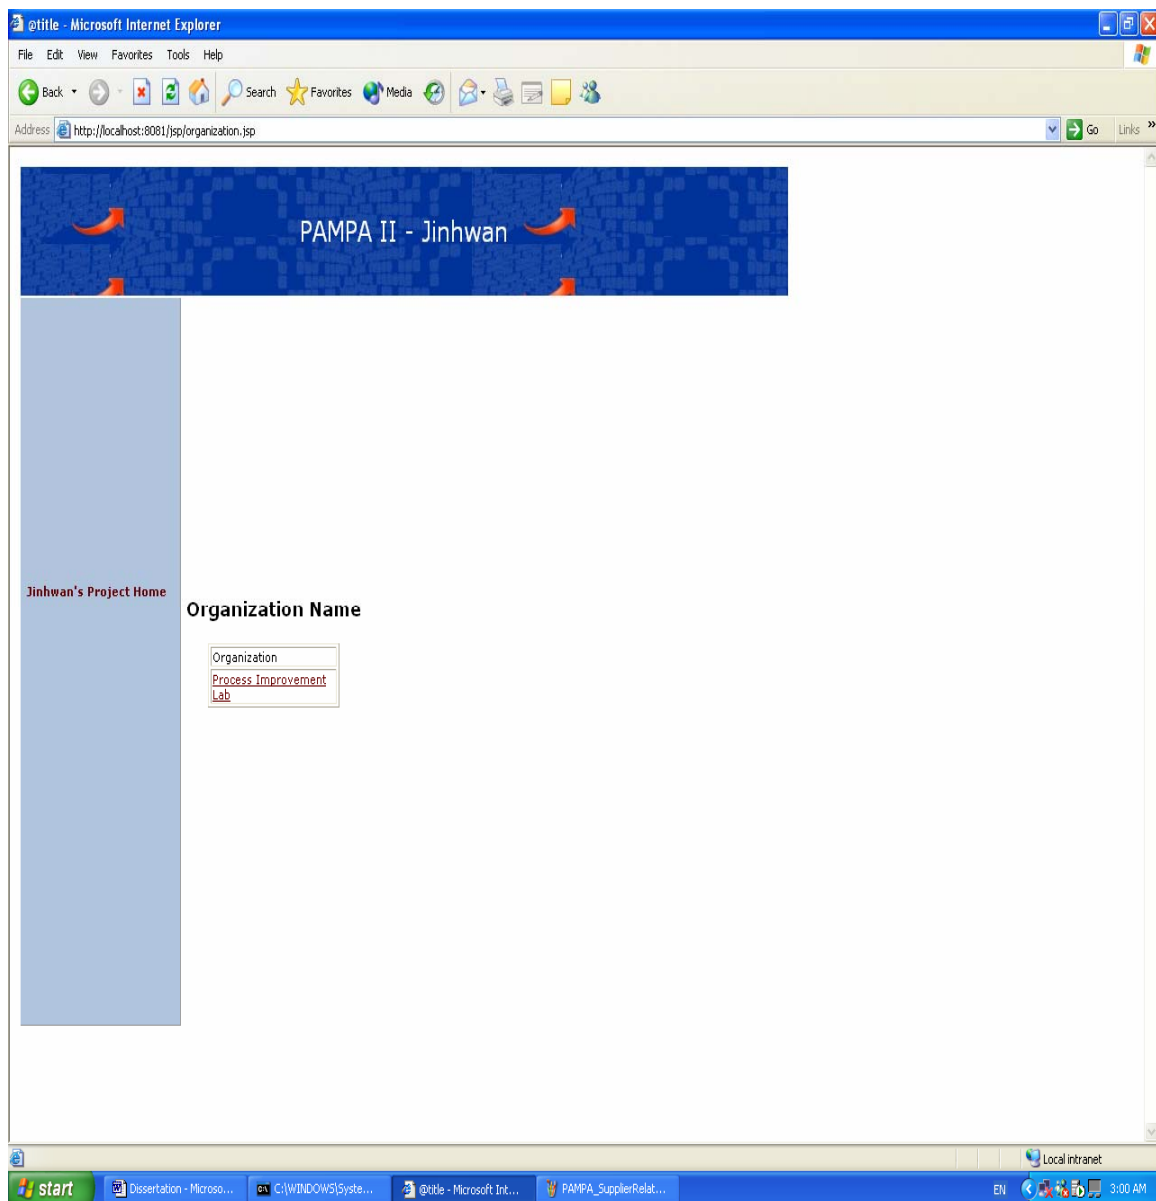 @title - Microsoft Internet Explorer
File Edit View Favorites Tools Help
Back Search Favorites Media
Address http://localhost:8081/jsp/organization.jsp Go Links »
PAMPA II - Jinhwan
Jinhwan's Project Home
Organization Name
Organization
Process Improvement
Lab
Local intranet
start Dissertation - Microso... C:\WINDOWS\Syste... @title - Microsoft Int... PAMPA_SupplierRelat... EN 3:00 AM